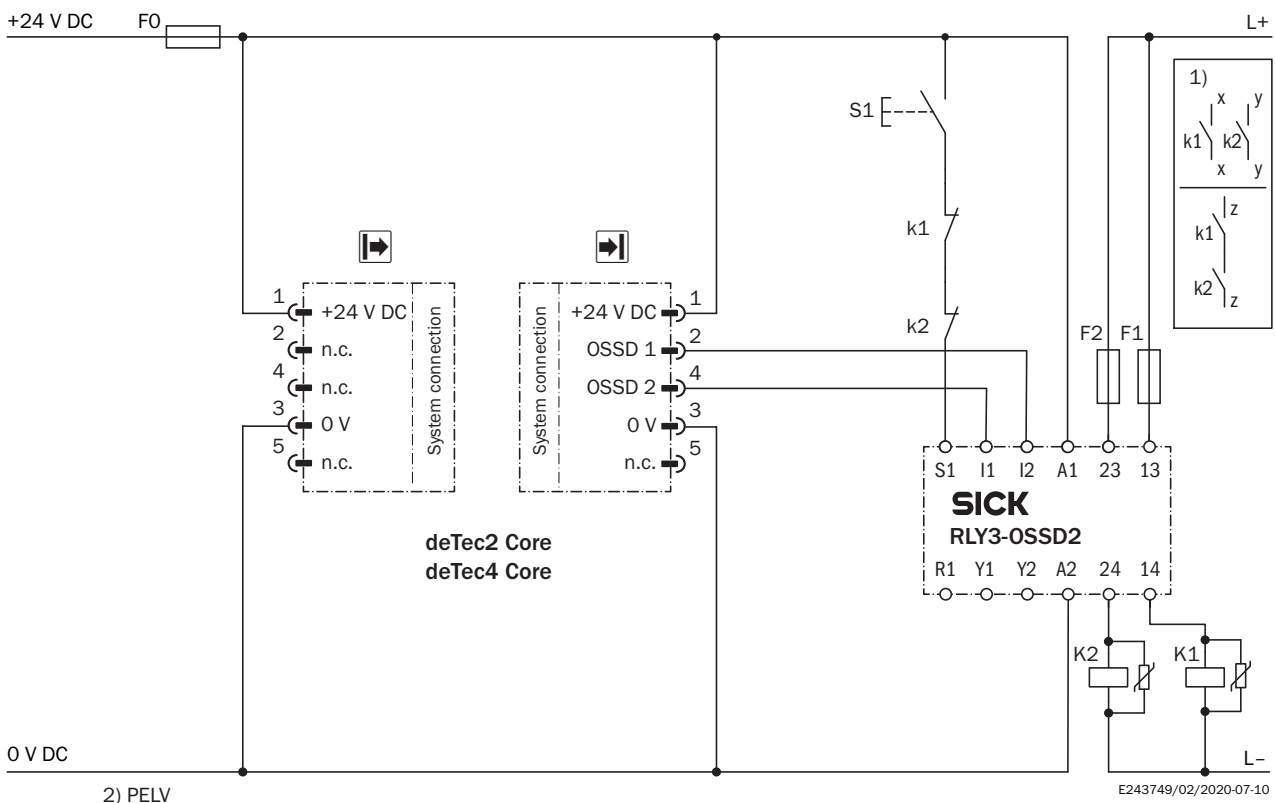 +24 V DC
F0
L+
1)
x y
k1 k2
x y
z
k1
k2
z
S1
k1
k2
1 +24 V DC
2 n.c.
4 n.c.
3 0 V
5 n.c.
System connection
System connection
+24 V DC 1
OSSD 1 2
OSSD 2 4
0 V 3
n.c. 5
deTec2 Core
deTec4 Core
F2 F1
S1 I1 I2 A1 23 13
SICK
RLY3-OSSD2
R1 Y1 Y2 A2 24 14
K2 K1
0 V DC
L–
2) PELV
E243749/02/2020-07-10